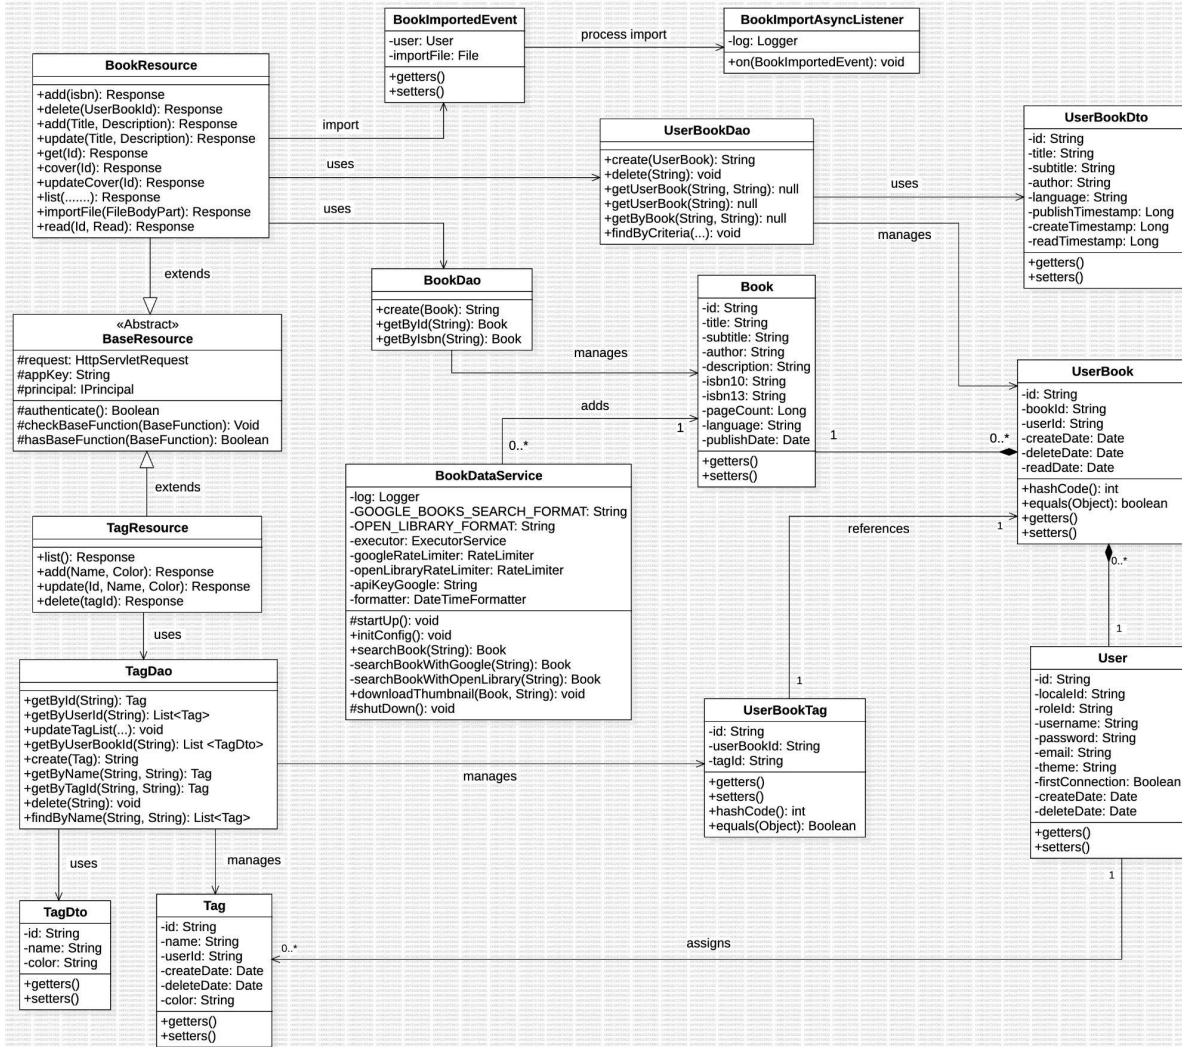 BookImportedEvent
-user: User
-importFile: File
+getters()
+setters()
process import
BookImportAsyncListener
-log: Logger
+on(BookImportedEvent): void
BookResource
+add(isbn): Response
+delete(UserBookId): Response
+add(Title, Description): Response
+update(Title, Description): Response
+get(Id): Response
+cover(Id): Response
+updateCover(Id): Response
+list(.......): Response
+importFile(FileBodyPart): Response
+read(Id, Read): Response
import
uses
uses
extends
UserBookDao
+create(UserBook): String
+delete(String): void
+getUserBook(String, String): null
+getUserBook(String): null
+getByBook(String, String): null
+findByCriteria(...): void
uses
manages
UserBookDto
-id: String
-title: String
-subtitle: String
-author: String
-language: String
-publishTimestamp: Long
-createTimestamp: Long
-readTimestamp: Long
+getters()
+setters()
BookDao
+create(Book): String
+getById(String): Book
+getByIsbn(String): Book
manages
Book
-id: String
-title: String
-subtitle: String
-author: String
-description: String
-isbn10: String
-isbn13: String
-pageCount: Long
-language: String
-publishDate: Date
+getters()
+setters()
«Abstract»
BaseResource
#request: HttpServletRequest
#appKey: String
#principal: IPrincipal
#authenticate(): Boolean
#checkBaseFunction(BaseFunction): Void
#hasBaseFunction(BaseFunction): Boolean
extends
adds
1
0..*
1
0..*
UserBook
-id: String
-bookId: String
-userId: String
-createDate: Date
-deleteDate: Date
-readDate: Date
+hashCode(): int
+equals(Object): boolean
+getters()
+setters()
BookDataService
-log: Logger
-GOOGLE_BOOKS_SEARCH_FORMAT: String
-OPEN_LIBRARY_FORMAT: String
-executor: ExecutorService
-googleRateLimiter: RateLimiter
-openLibraryRateLimiter: RateLimiter
-apiKeyGoogle: String
-formatter: DateTimeFormatter
#startUp(): void
+initConfig(): void
+searchBook(String): Book
-searchBookWithGoogle(String): Book
-searchBookWithOpenLibrary(String): Book
+downloadThumbnail(Book, String): void
#shutDown(): void
references
1
0..*
1
1
TagResource
+list(): Response
+add(Name, Color): Response
+update(Id, Name, Color): Response
+delete(tagId): Response
uses
TagDao
+getById(String): Tag
+getByUserId(String): List<Tag>
+updateTagList(...): void
+getByUserBookId(String): List <TagDto>
+create(Tag): String
+getByName(String, String): Tag
+getByTagId(String, String): Tag
+delete(String): void
+findByName(String, String): List<Tag>
manages
UserBookTag
-id: String
-userBookId: String
-tagId: String
+getters()
+setters()
+hashCode(): int
+equals(Object): Boolean
User
-id: String
-localeId: String
-roleId: String
-username: String
-password: String
-email: String
-theme: String
-firstConnection: Boolean
-createDate: Date
-deleteDate: Date
+getters()
+setters()
uses
manages
1
TagDto
-id: String
-name: String
-color: String
+getters()
+setters()
Tag
-id: String
-name: String
-userId: String
-createDate: Date
-deleteDate: Date
-color: String
+getters()
+setters()
0..*
assigns